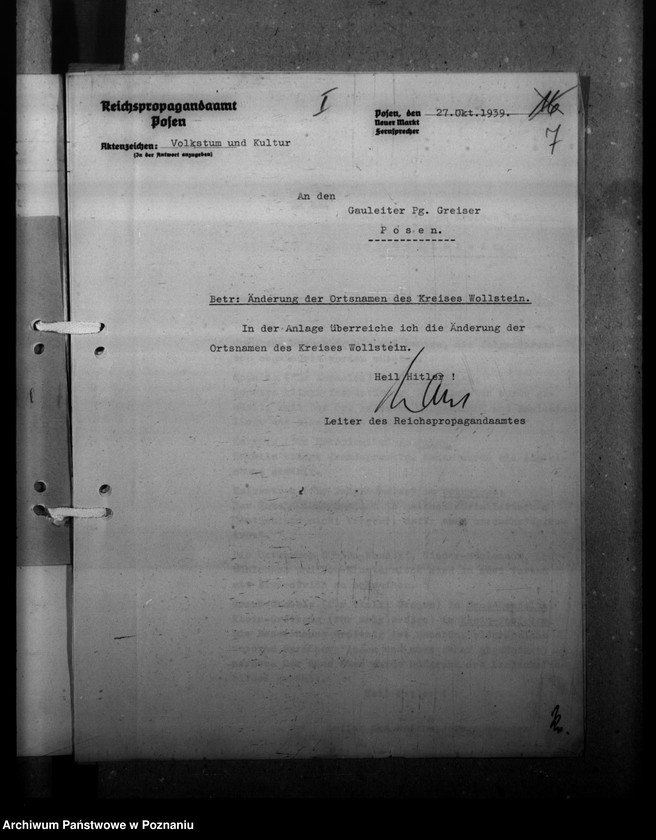 Reichspropagandaamt
Posen
I
Posen, den 27.Okt.1939.
Neuer Markt
Fernsprecher
7
Aktenzeichen: Volkstum und Kultur
(In der Antwort anzugeben)
An den
Gauleiter Pg. Greiser
P o s e n.
Betr: Änderung der Ortsnamen des Kreises Wollstein.
In der Anlage überreiche ich die Änderung der
Ortsnamen des Kreises Wollstein.
Heil Hitler !
Leiter des Reichspropagandaamtes
Archiwum Państwowe w Poznaniu